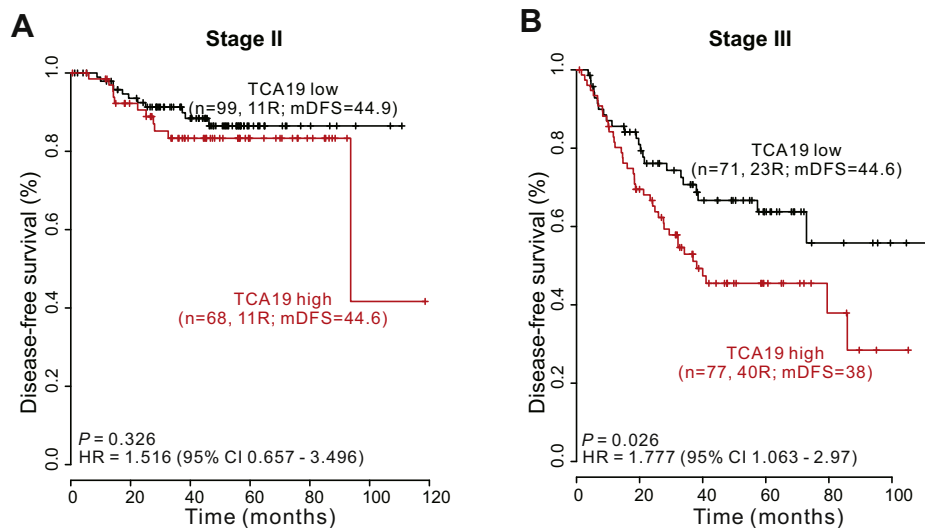 A
Stage II
TCA19 low
(n=99, 11R; mDFS=44.9)
TCA19 high
(n=68, 11R; mDFS=44.6)
P = 0.326
HR = 1.516 (95% CI 0.657 - 3.496)
Disease-free survival (%)
1.0
0.8
0.6
0.4
0.2
0.0
0 20 40 60 80 100 120
Time (months)
B
Stage III
TCA19 low
(n=71, 23R; mDFS=44.6)
TCA19 high
(n=77, 40R; mDFS=38)
P = 0.026
HR = 1.777 (95% CI 1.063 - 2.97)
Disease-free survival (%)
1.0
0.8
0.6
0.4
0.2
0.0
0 20 40 60 80 100
Time (months)